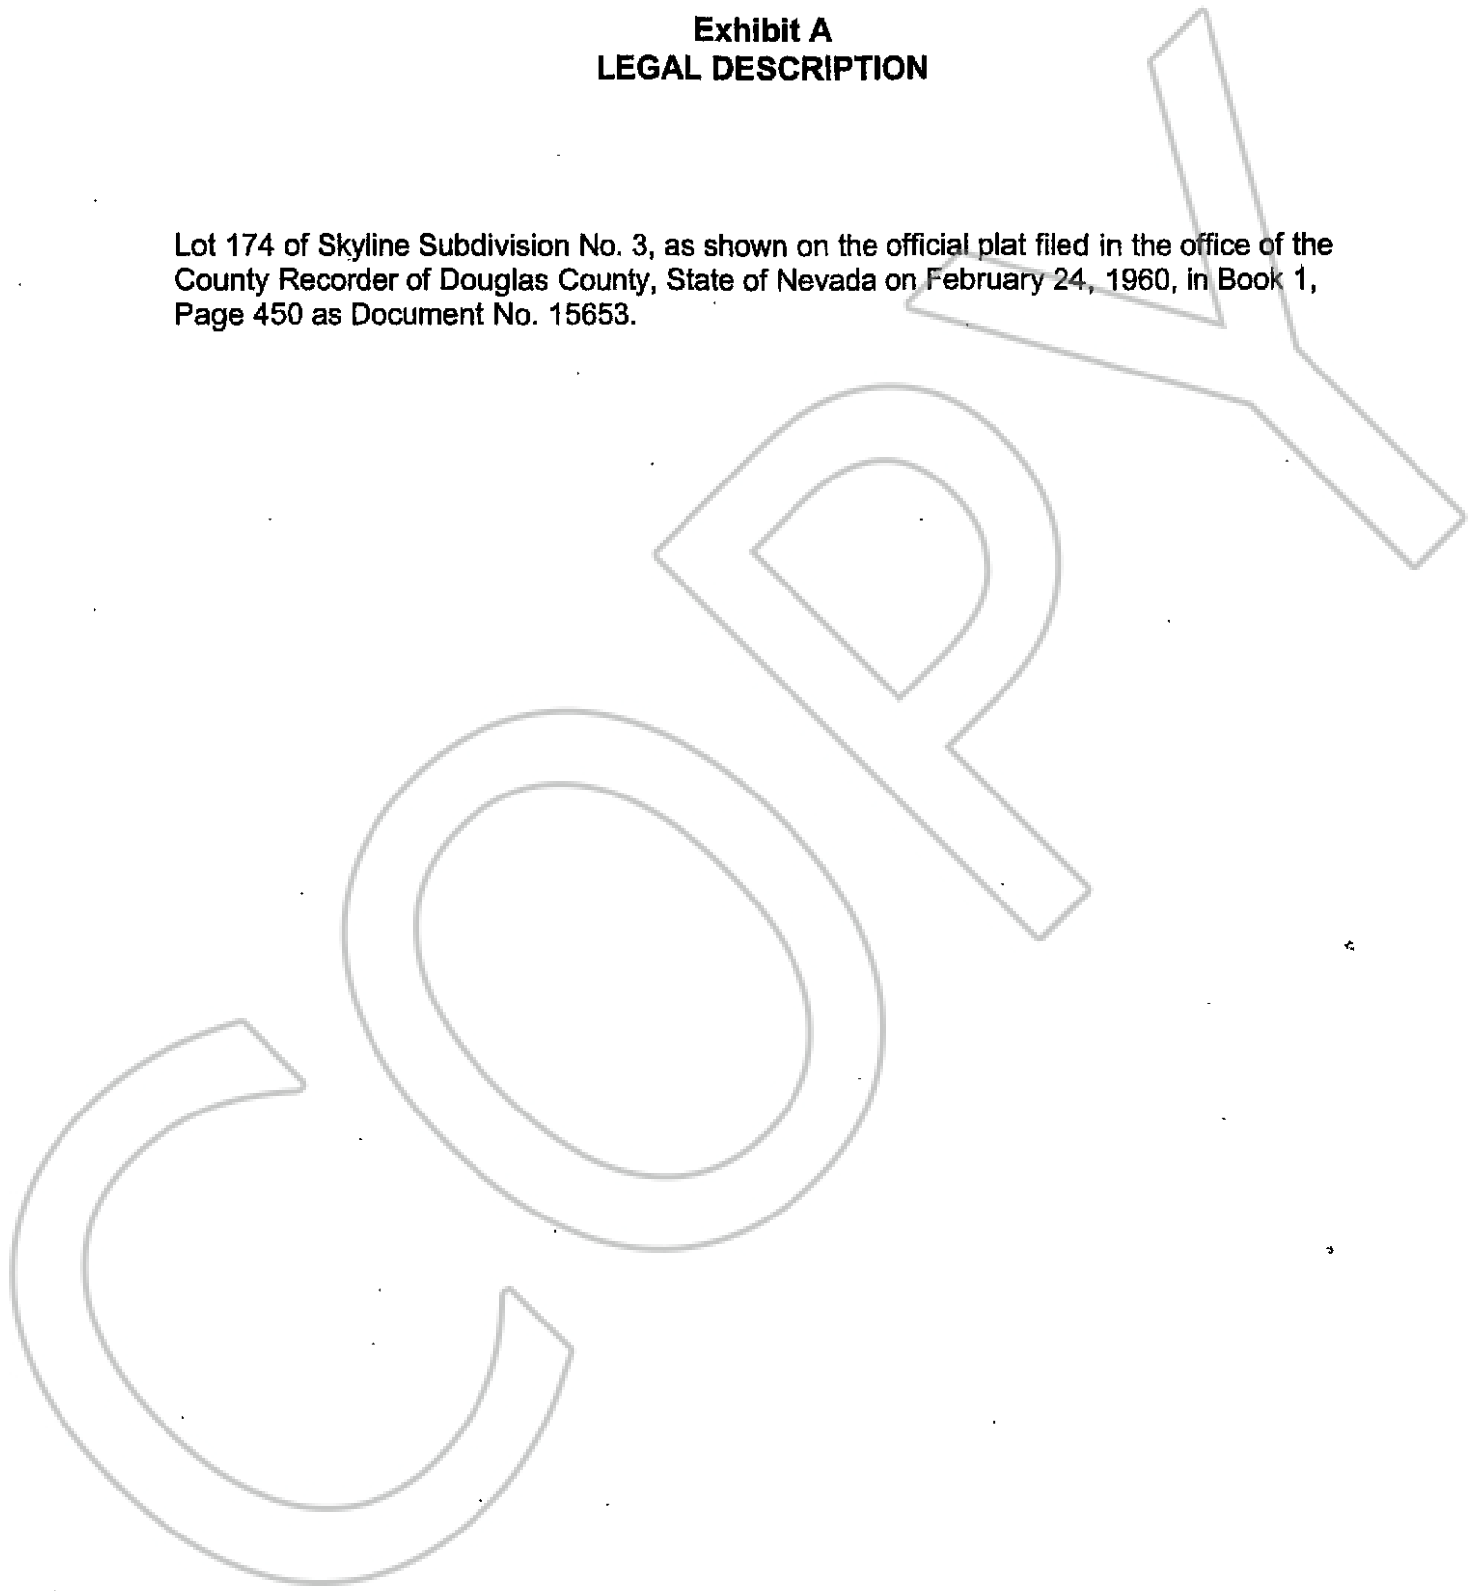 Exhibit A
LEGAL DESCRIPTION
Lot 174 of Skyline Subdivision No. 3, as shown on the official plat filed in the office of the
County Recorder of Douglas County, State of Nevada on February 24, 1960, in Book 1,
Page 450 as Document No. 15653.
COPY